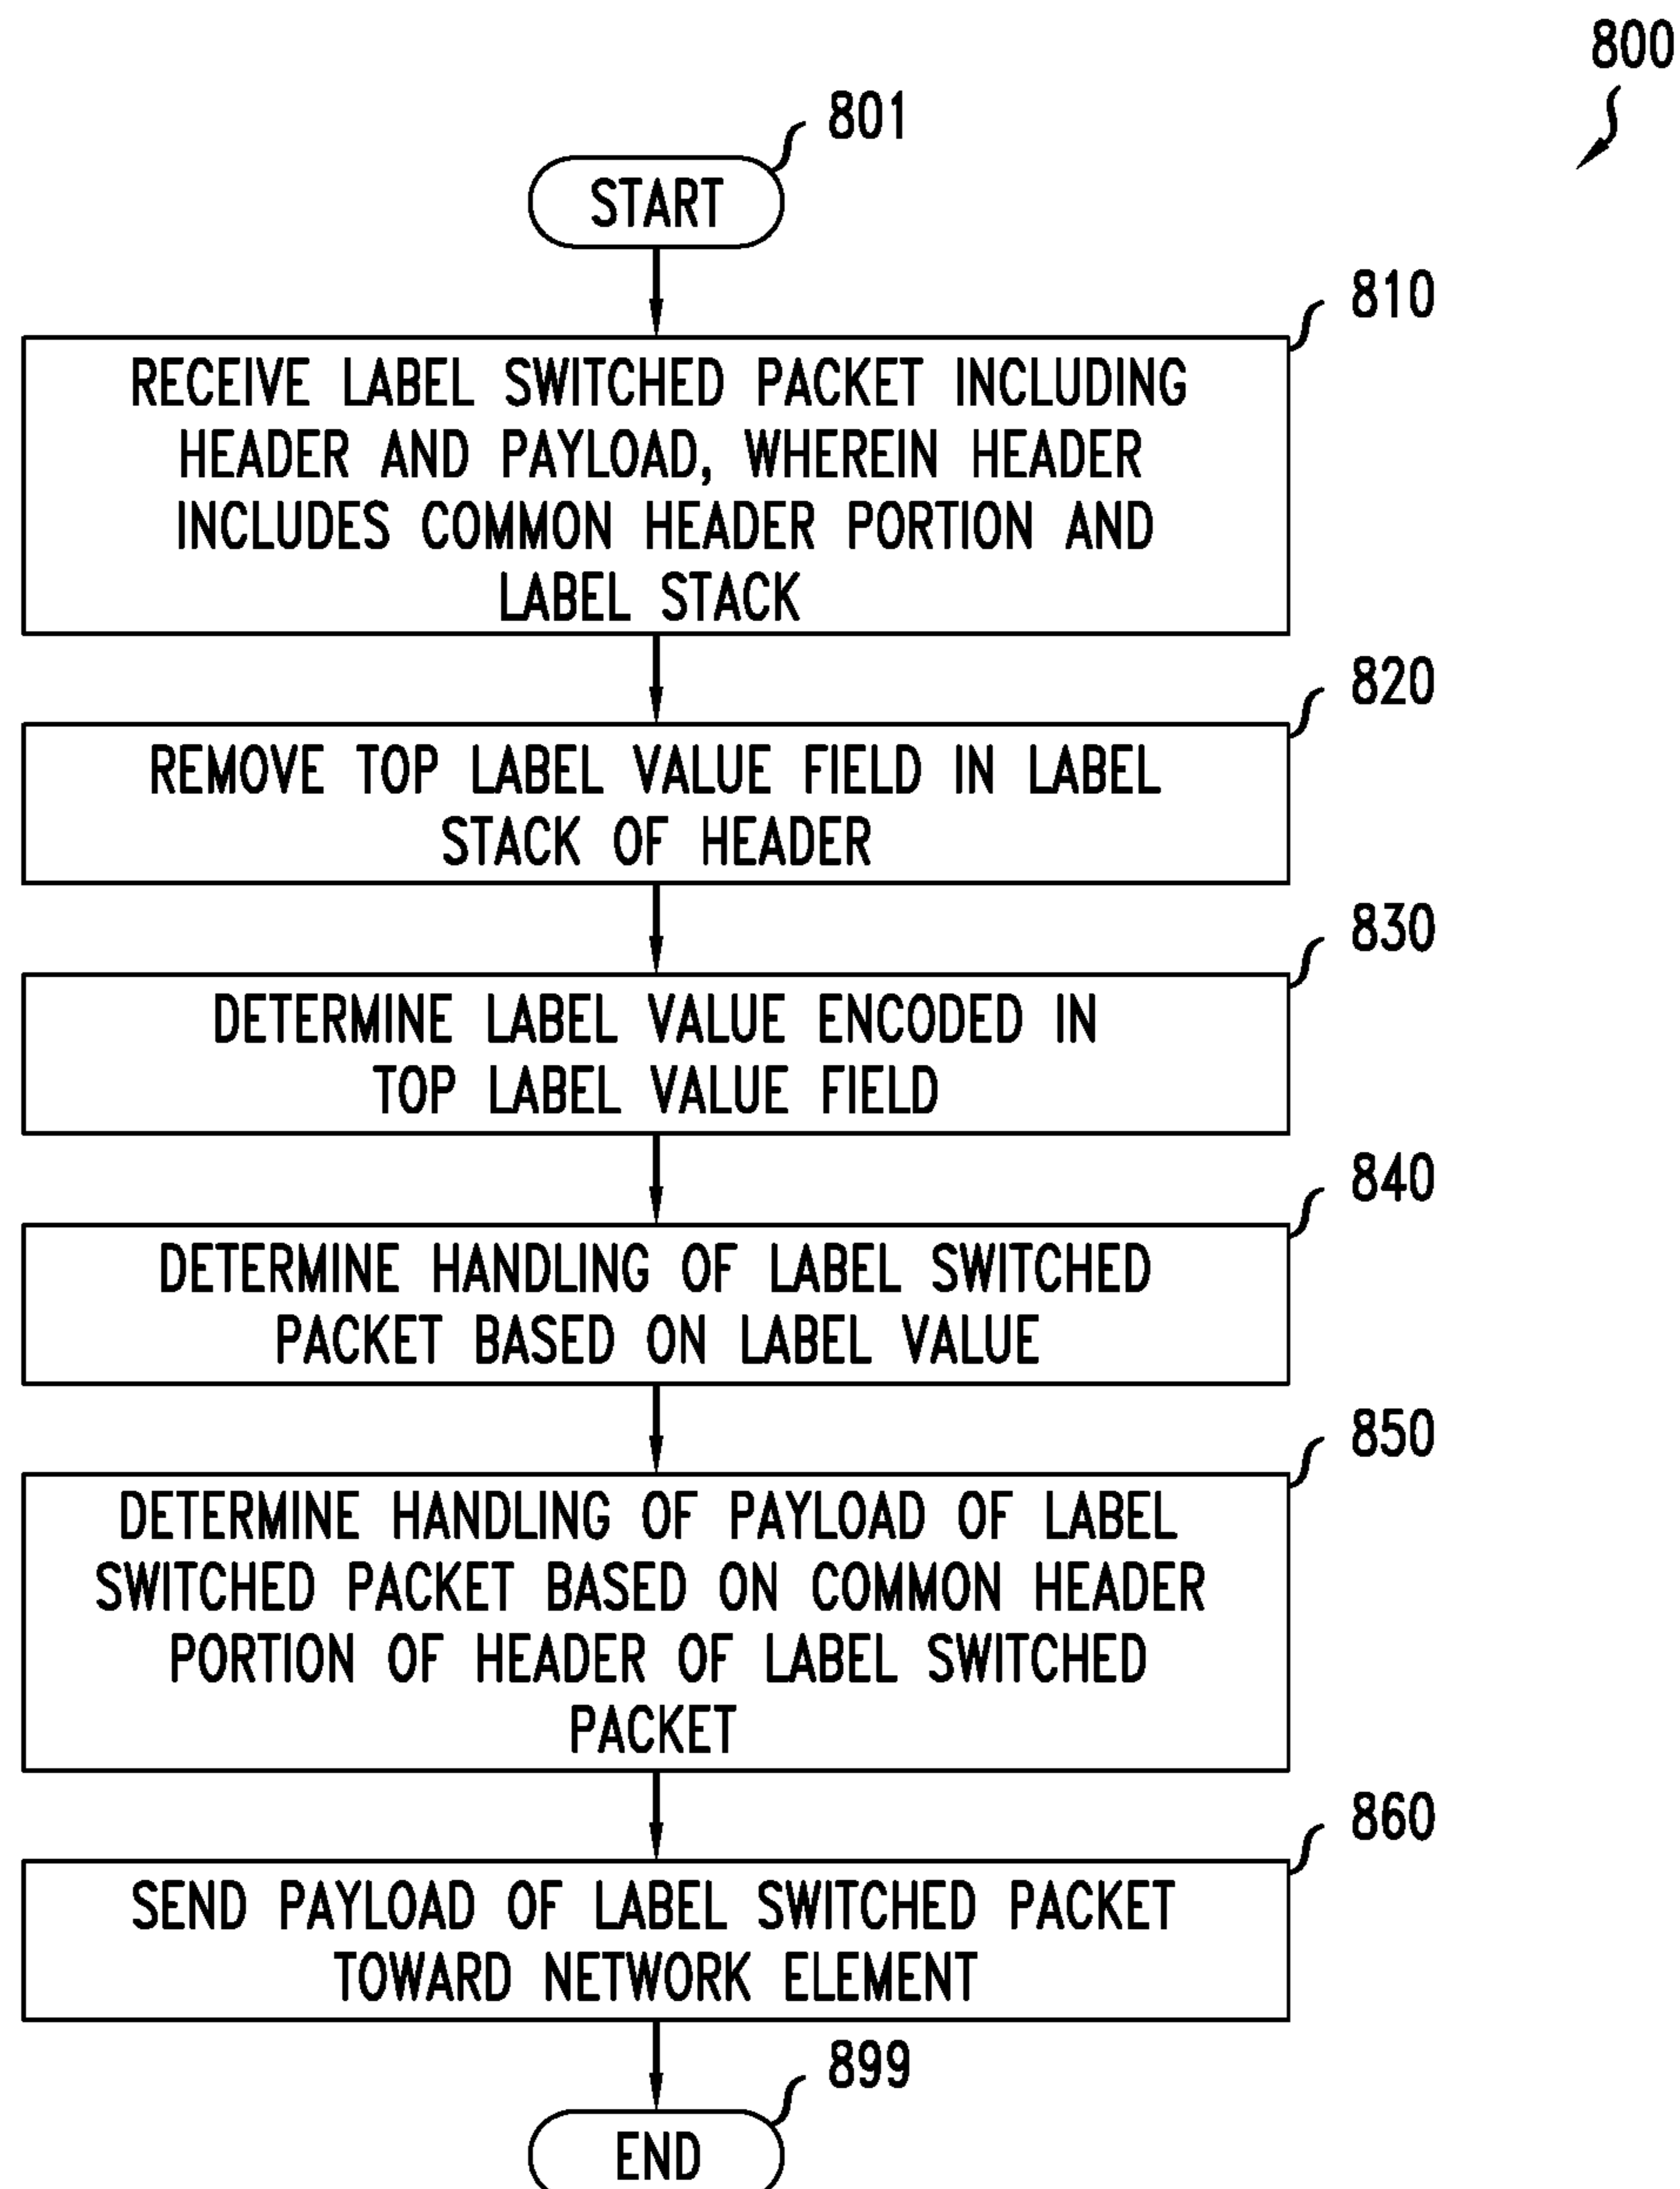 800
801
START
810
RECEIVE LABEL SWITCHED PACKET INCLUDING
HEADER AND PAYLOAD, WHEREIN HEADER
INCLUDES COMMON HEADER PORTION AND
LABEL STACK
820
REMOVE TOP LABEL VALUE FIELD IN LABEL
STACK OF HEADER
830
DETERMINE LABEL VALUE ENCODED IN
TOP LABEL VALUE FIELD
840
DETERMINE HANDLING OF LABEL SWITCHED
PACKET BASED ON LABEL VALUE
850
DETERMINE HANDLING OF PAYLOAD OF LABEL
SWITCHED PACKET BASED ON COMMON HEADER
PORTION OF HEADER OF LABEL SWITCHED
PACKET
860
SEND PAYLOAD OF LABEL SWITCHED PACKET
TOWARD NETWORK ELEMENT
899
END